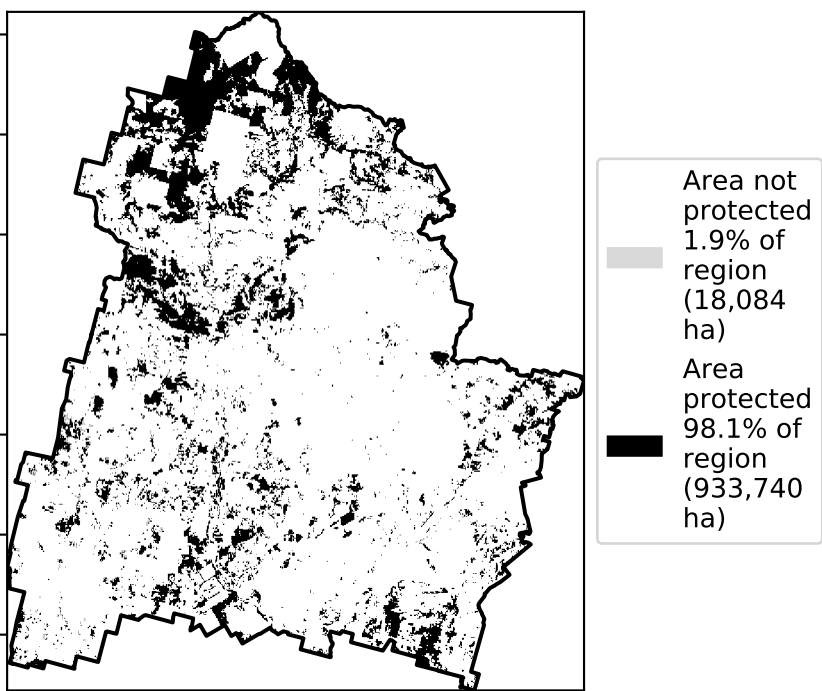 Area not
protected
1.9% of
region
(18,084
ha)
Area
protected
98.1% of
region
(933,740
ha)